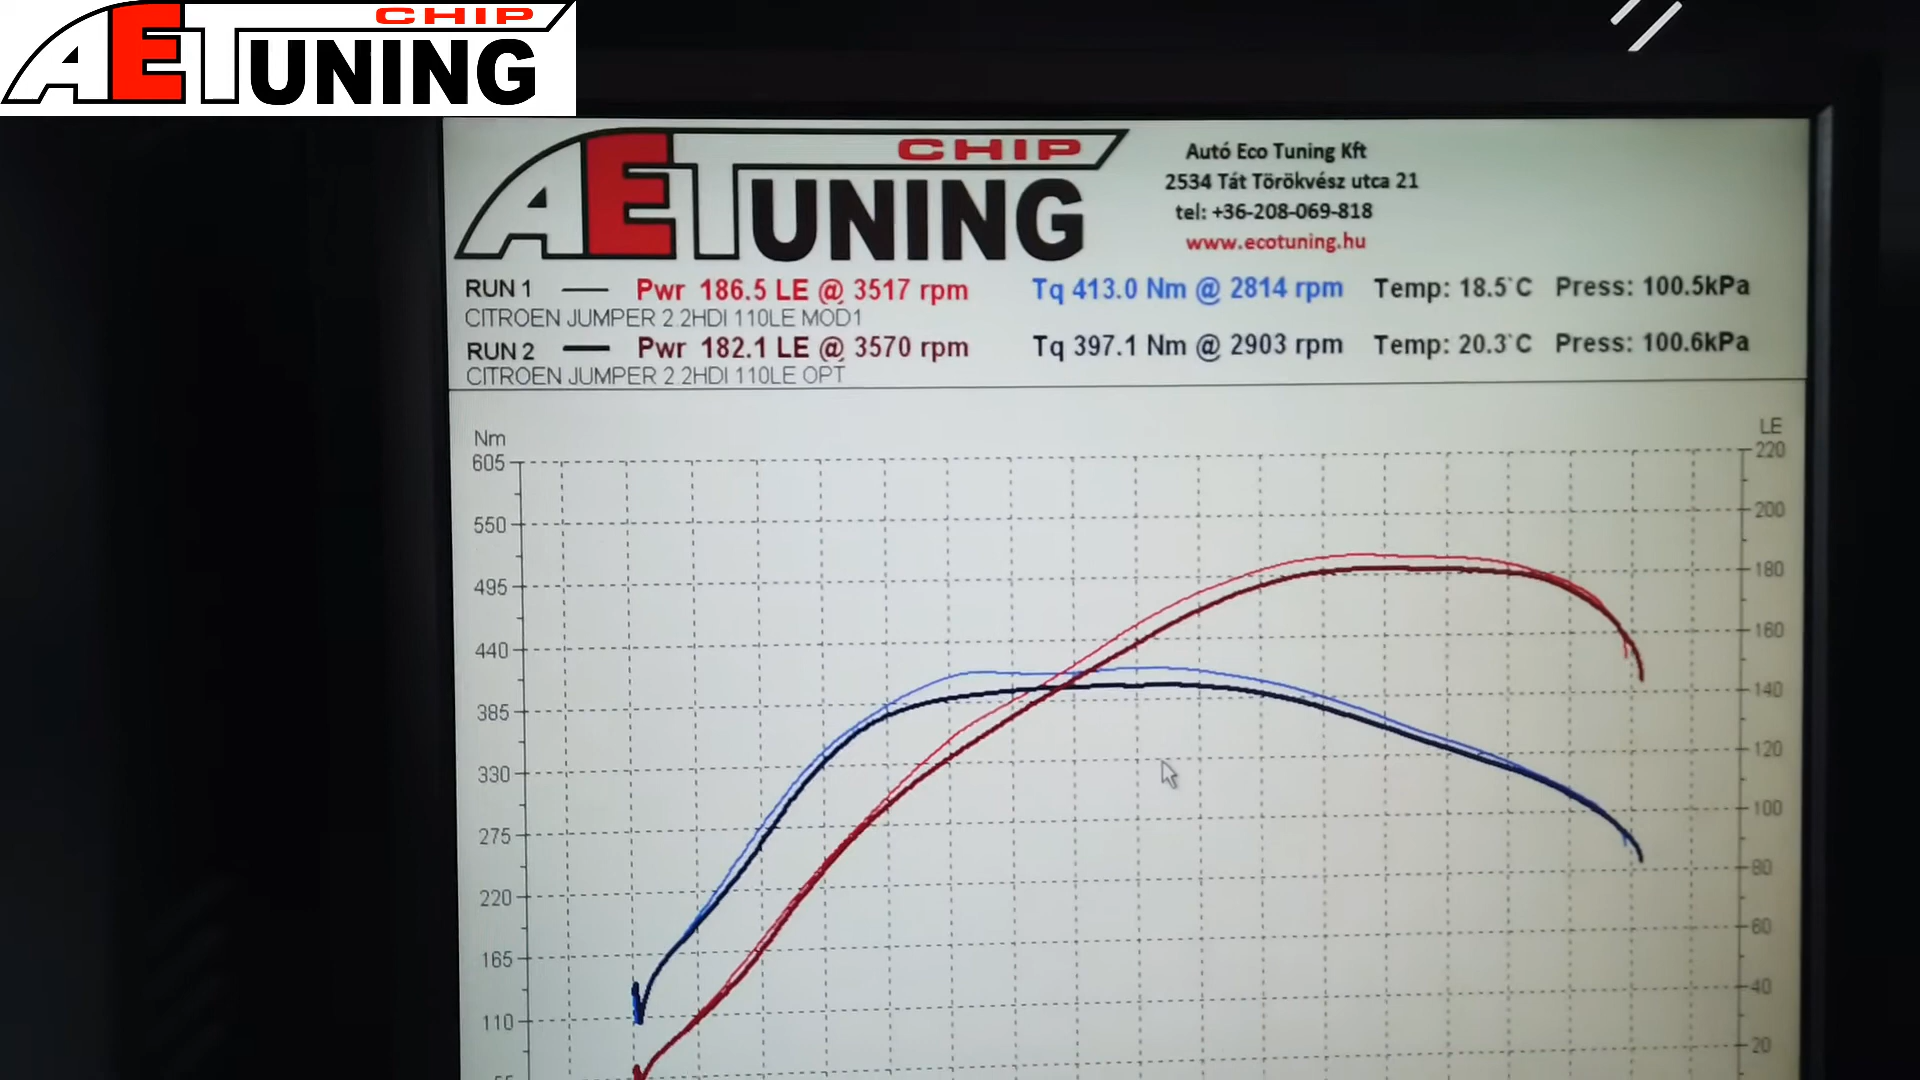 CHIP
AETUNING
CHIP
AETUNING
Autó Eco Tuning Kft
2534 Tát Törökvész utca 21
tel: +36-208-069-818
www.ecotuning.hu
RUN 1 Pwr 186.5 LE @ 3517 rpm Tq 413.0 Nm @ 2814 rpm Temp: 18.5°C Press: 100.5kPa
CITROEN JUMPER 2.2HDI 110LE MOD1
RUN 2 Pwr 182.1 LE @ 3570 rpm Tq 397.1 Nm @ 2903 rpm Temp: 20.3°C Press: 100.6kPa
CITROEN JUMPER 2.2HDI 110LE OPT
Nm LE
605 220
550 200
495 180
440 160
385 140
330 120
275 100
220 80
165 60
110 40
20